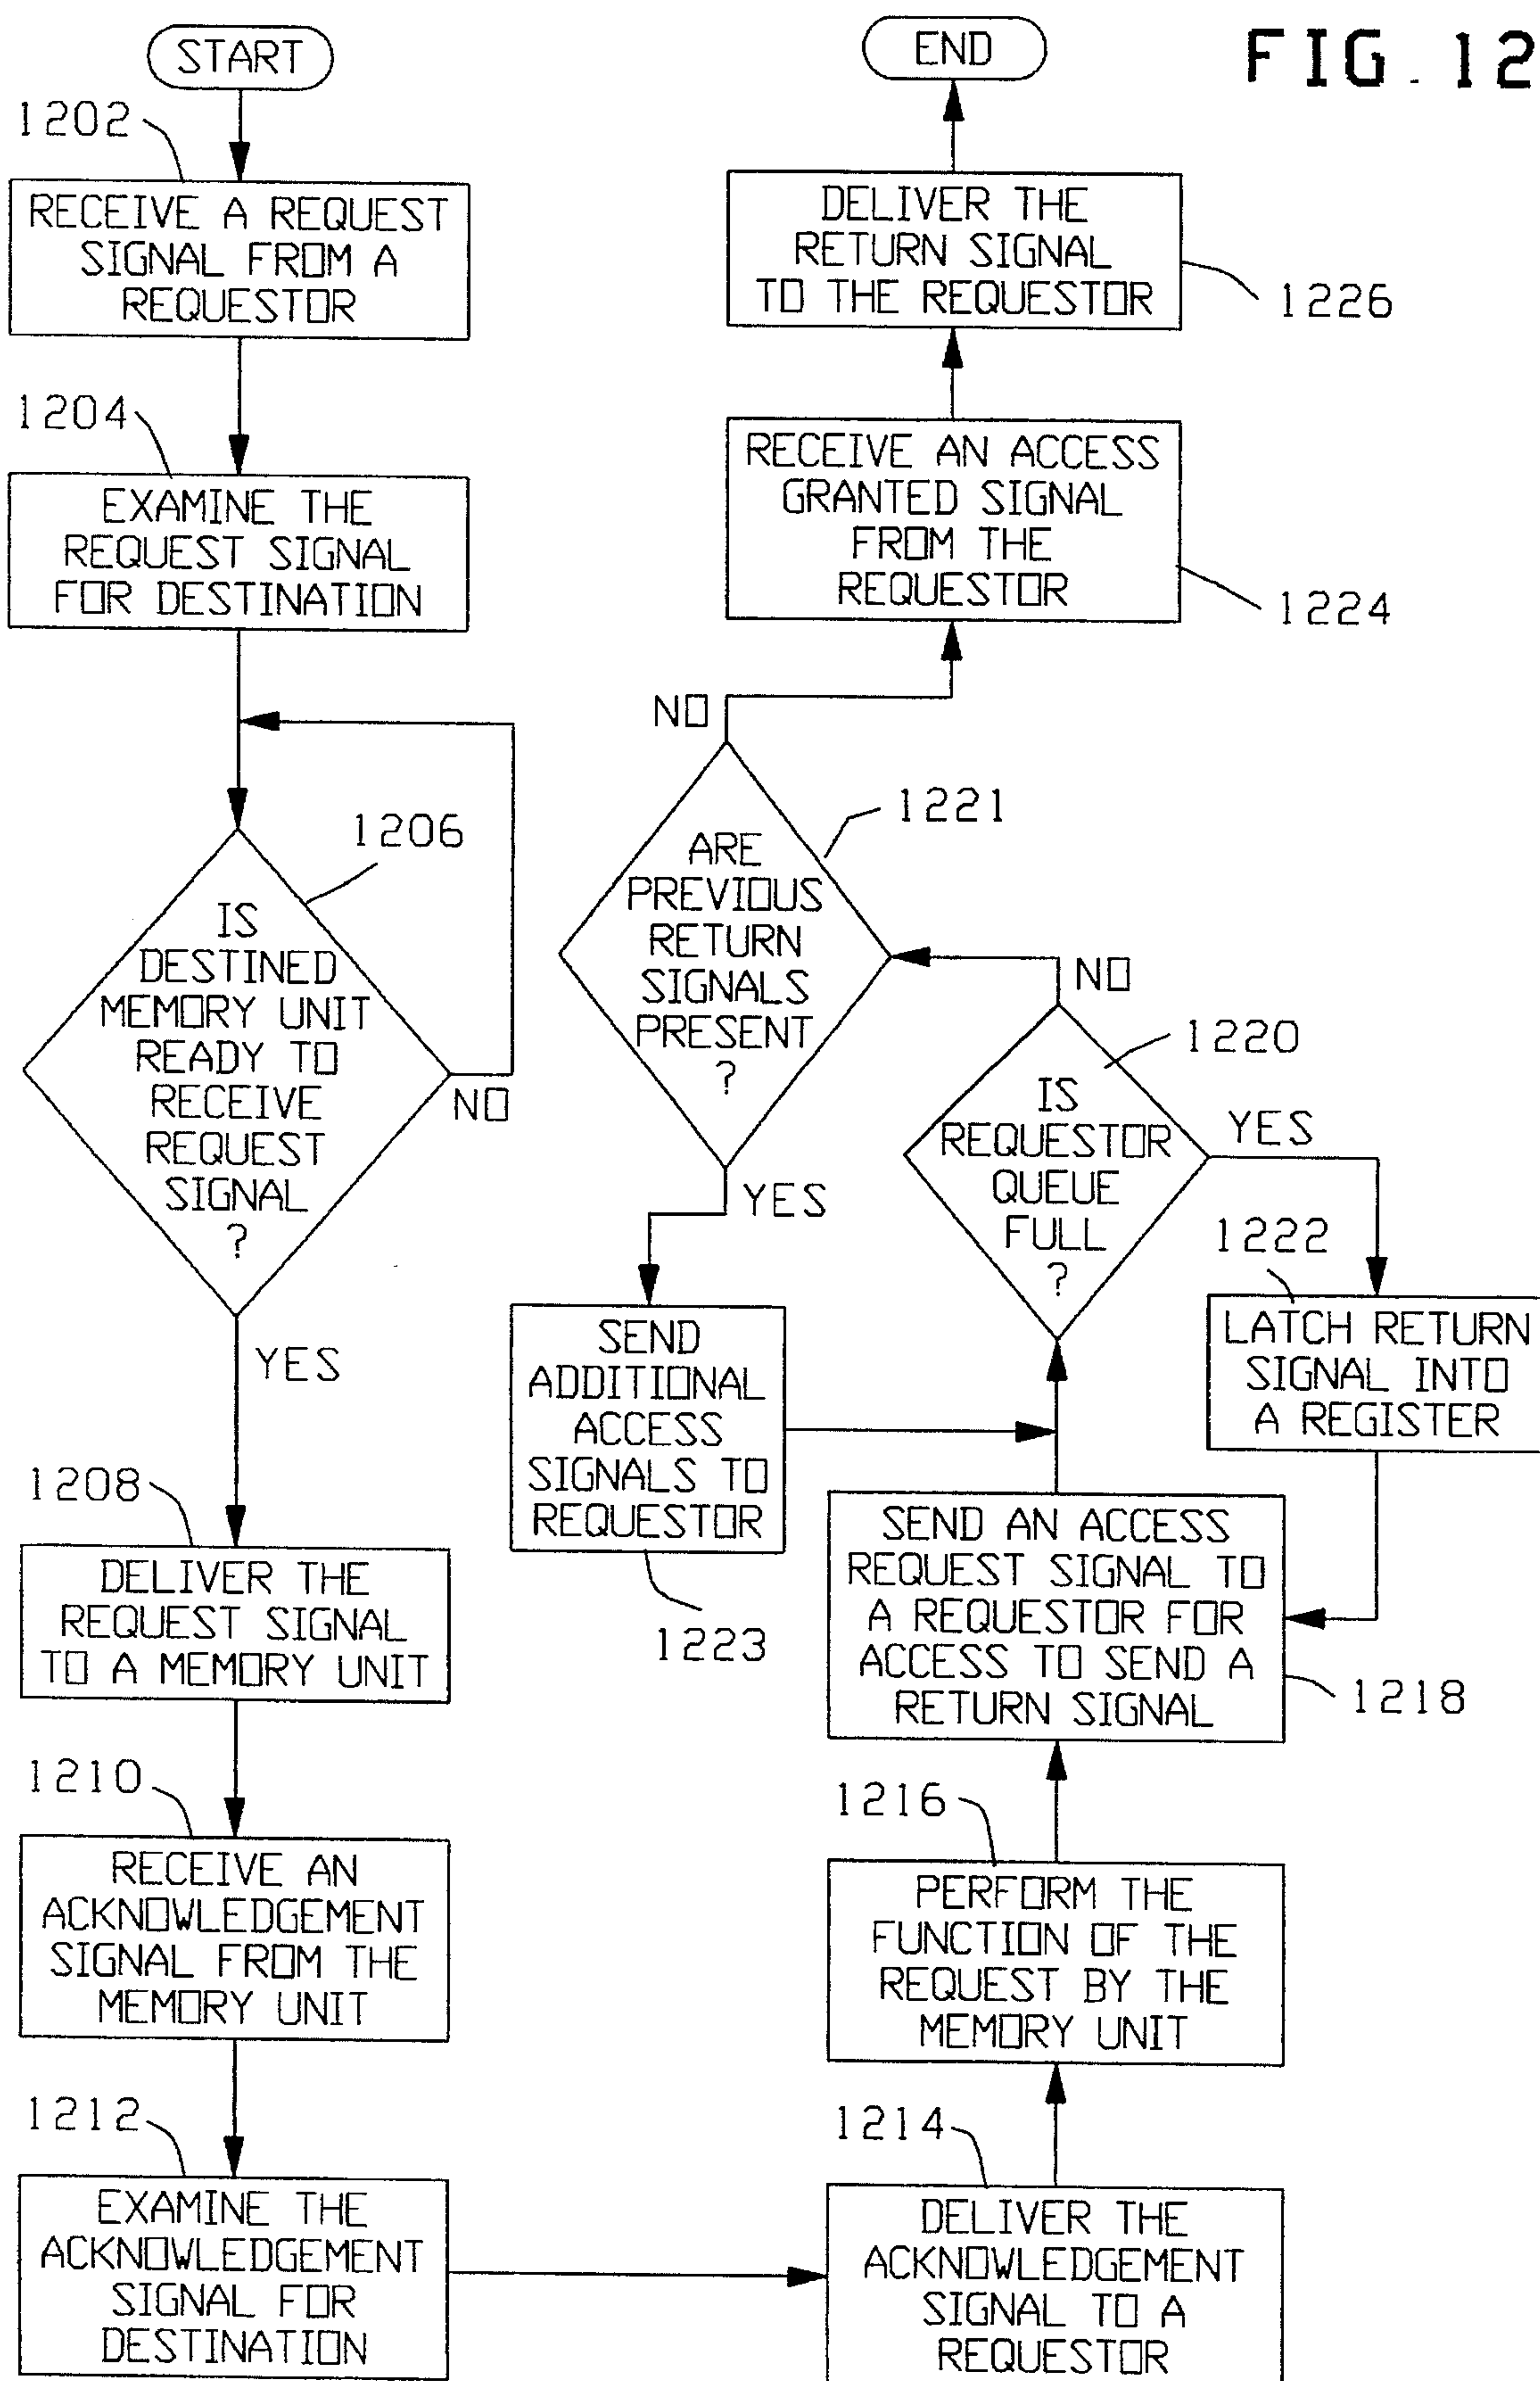 FIG. 12
START
1202
RECEIVE A REQUEST
SIGNAL FROM A
REQUESTOR
1204
EXAMINE THE
REQUEST SIGNAL
FOR DESTINATION
1206
IS
DESTINED
MEMORY UNIT
READY TO
RECEIVE
REQUEST
SIGNAL
?
NO
YES
1208
DELIVER THE
REQUEST SIGNAL
TO A MEMORY UNIT
1210
RECEIVE AN
ACKNOWLEDGEMENT
SIGNAL FROM THE
MEMORY UNIT
1212
EXAMINE THE
ACKNOWLEDGEMENT
SIGNAL FOR
DESTINATION
1214
DELIVER THE
ACKNOWLEDGEMENT
SIGNAL TO A
REQUESTOR
1216
PERFORM THE
FUNCTION OF THE
REQUEST BY THE
MEMORY UNIT
SEND AN ACCESS
REQUEST SIGNAL TO
A REQUESTOR FOR
ACCESS TO SEND A
RETURN SIGNAL
1218
1220
IS
REQUESTOR
QUEUE
FULL
?
YES
1222
LATCH RETURN
SIGNAL INTO
A REGISTER
NO
1221
ARE
PREVIOUS
RETURN
SIGNALS
PRESENT
?
YES
SEND
ADDITIONAL
ACCESS
SIGNALS TO
REQUESTOR
1223
NO
RECEIVE AN ACCESS
GRANTED SIGNAL
FROM THE
REQUESTOR
1224
DELIVER THE
RETURN SIGNAL
TO THE REQUESTOR
1226
END